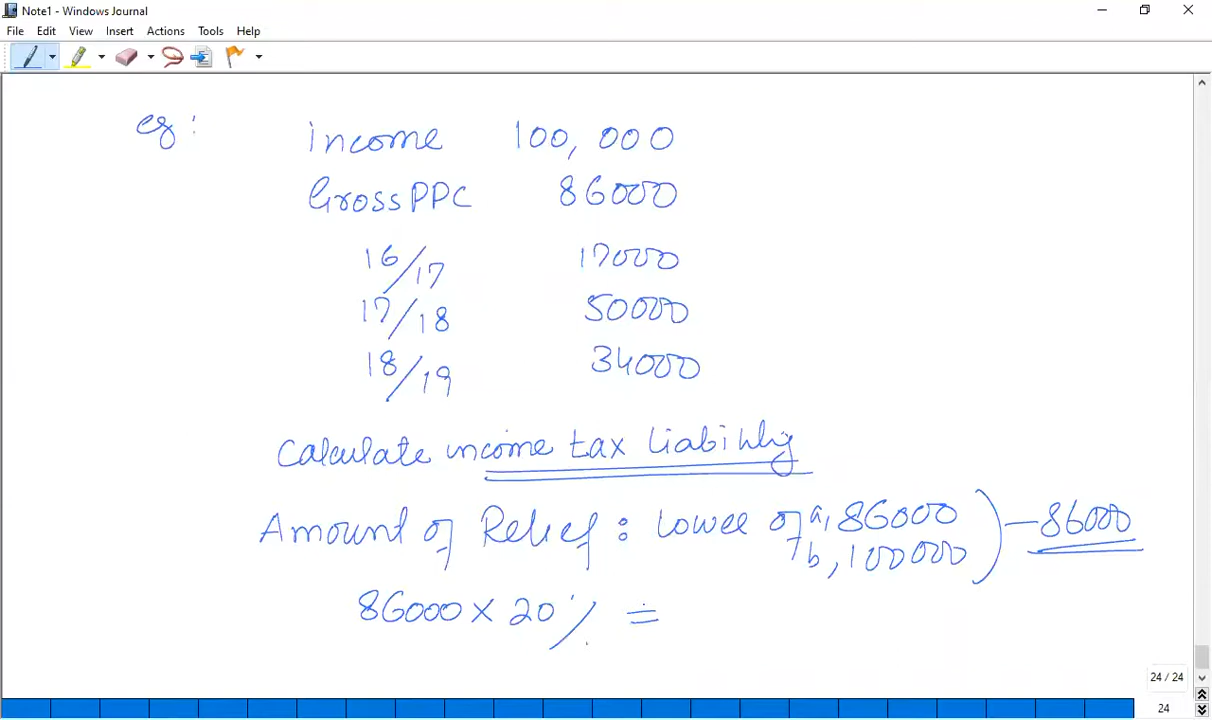 Note1 - Windows Journal
File Edit View Insert Actions Tools Help
eg :
income 100, 000
Gross PPC 86000
16/17 17000
17/18 50000
18/19 34000
Calculate income tax liability
Amount of Relief : Lower of a, 86000
b, 100000 ) — 86000
86000 x 20% =
24 / 24
24